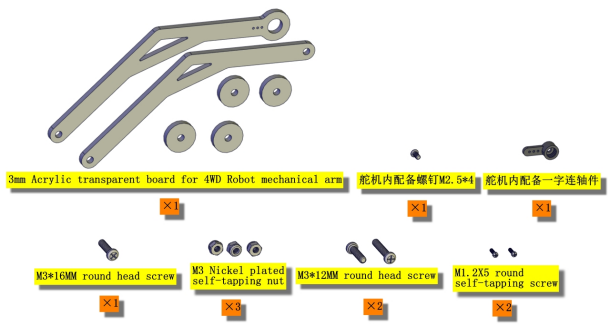 3mm Acrylic transparent board for 4WD Robot mechanical arm
舵机内配备螺钉M2.5*4
舵机内配备一字连轴件
×1
×1
×1
M3*16MM round head screw
M3 Nickel plated
self-tapping nut
M3*12MM round head screw
M1.2X5 round
self-tapping screw
×1
×3
×2
×2